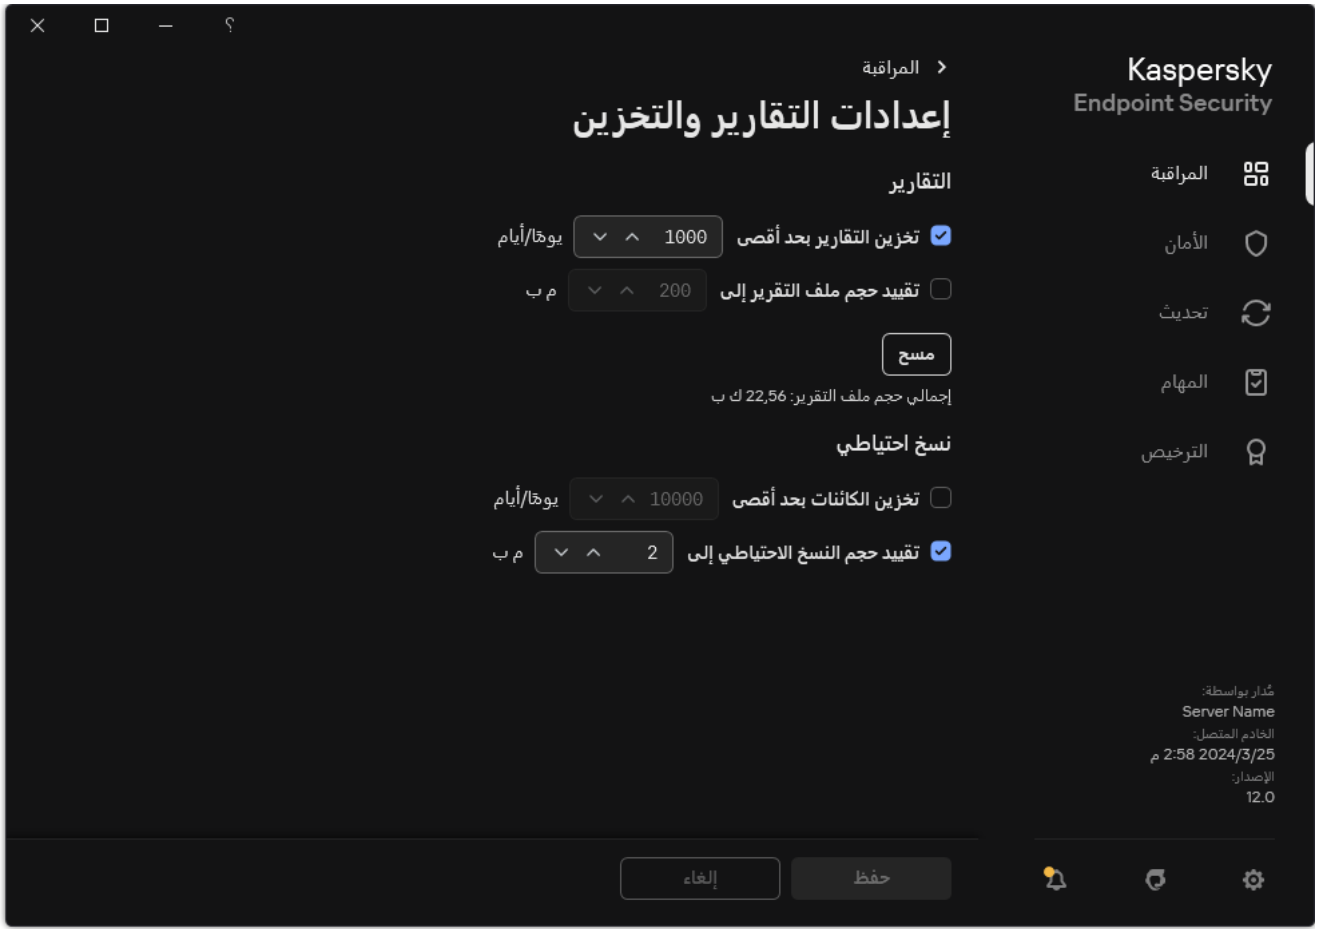 ؟
Kaspersky
Endpoint Security
المراقبة
الأمان
تحديث
المهام
الترخيص
مُدار بواسطة:
Server Name
الخادم المتصل:
2024/3/25 2:58 م
الإصدار:
12.0
المراقبة
إعدادات التقارير والتخزين
التقارير
تخزين التقارير بحد أقصى 1000 يومًا/أيام
تقييد حجم ملف التقرير إلى 200 م ب
مسح
إجمالي حجم ملف التقرير: 22,56 ك ب
نسخ احتياطي
تخزين الكائنات بحد أقصى 10000 يومًا/أيام
تقييد حجم النسخ الاحتياطي إلى 2 م ب
حفظ إلغاء